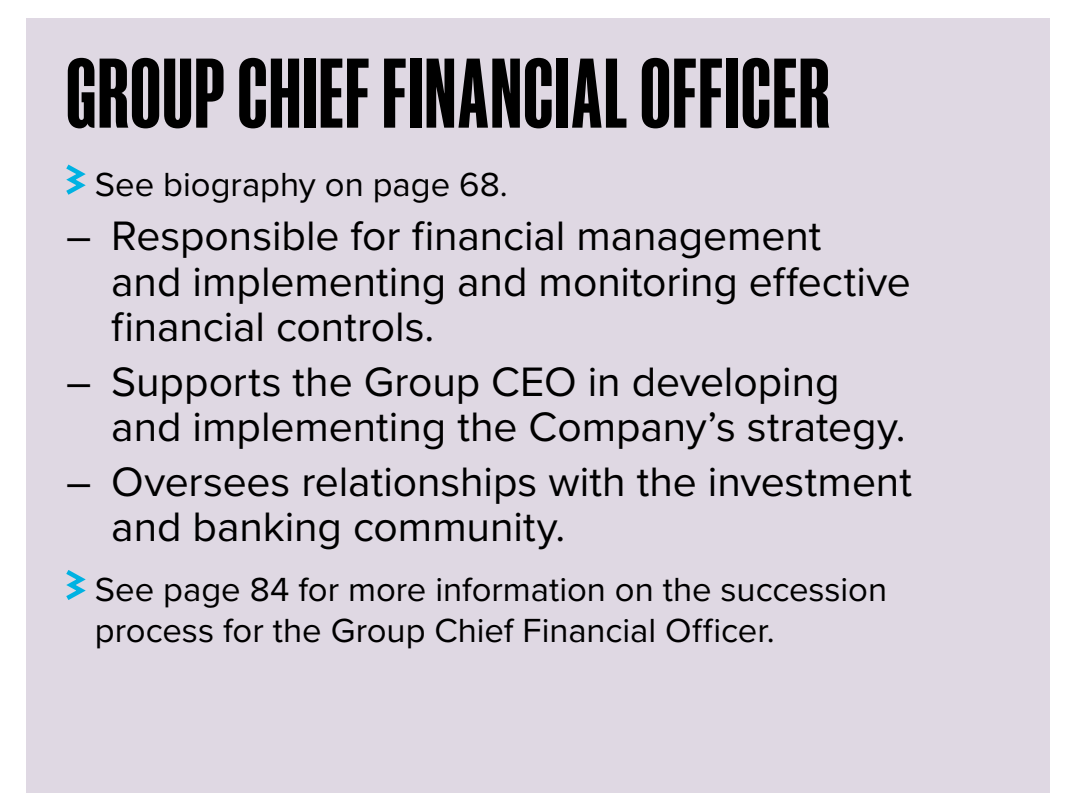 GROUP CHIEF FINANCIAL OFFICER
See biography on page 68.
– Responsible for financial management
and implementing and monitoring effective
financial controls.
– Supports the Group CEO in developing
and implementing the Company’s strategy.
– Oversees relationships with the investment
and banking community.
See page 84 for more information on the succession
process for the Group Chief Financial Officer.